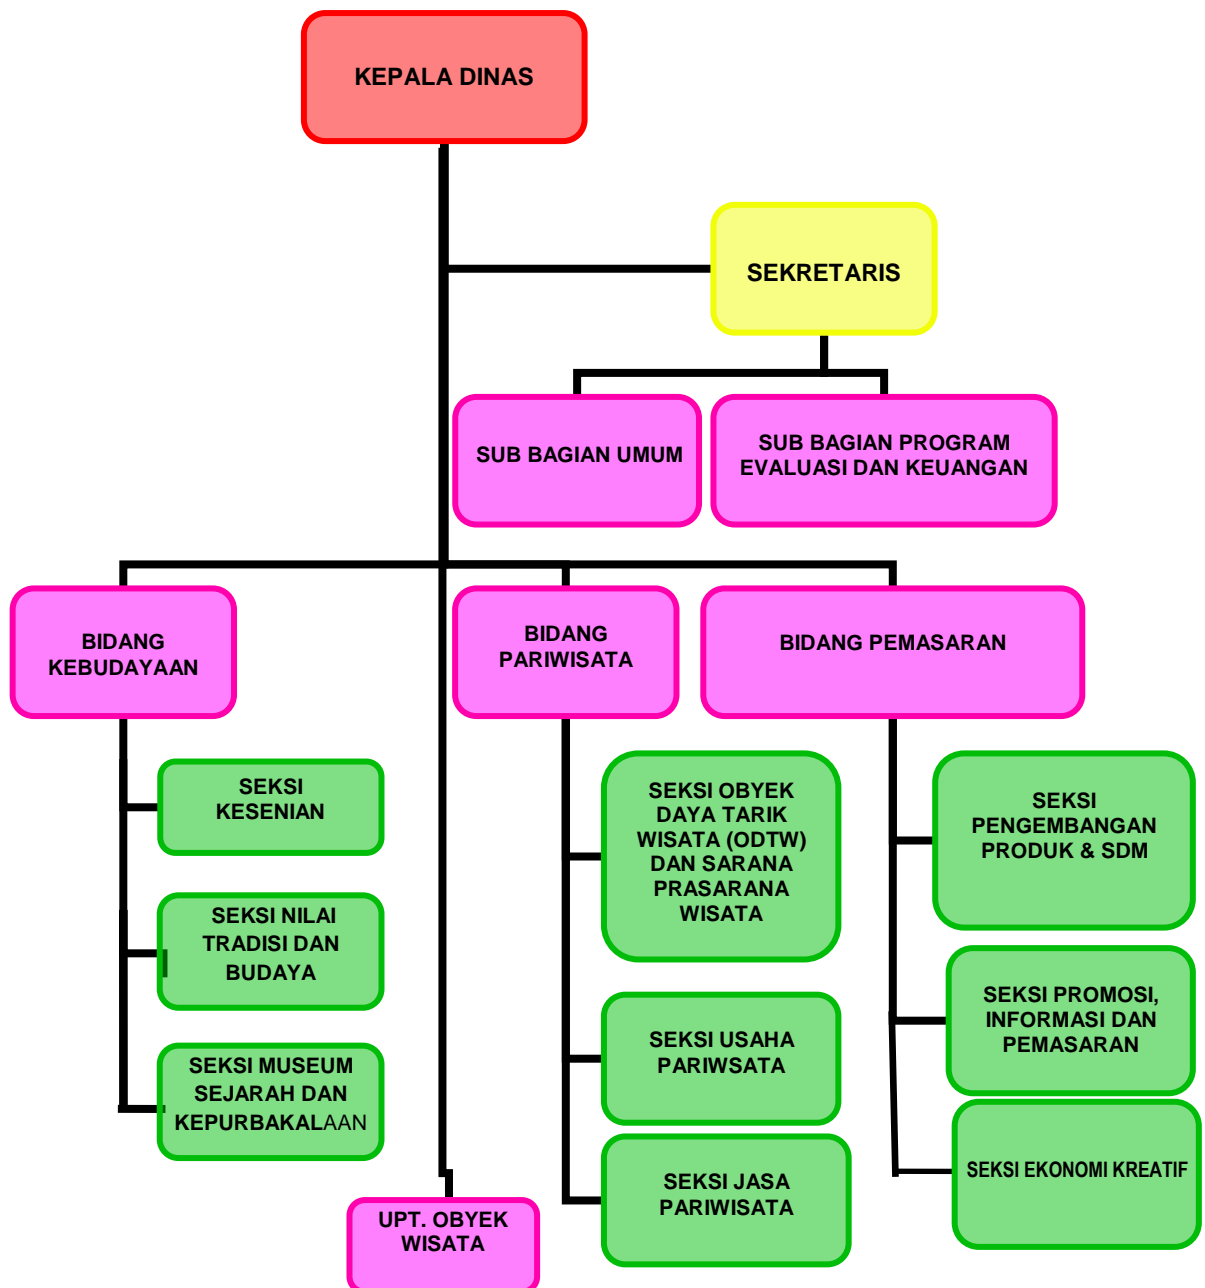 KEPALA DINAS
SEKRETARIS
SUB BAGIAN UMUM
SUB BAGIAN PROGRAM
EVALUASI DAN KEUANGAN
BIDANG
KEBUDAYAAN
BIDANG
PARIWISATA
BIDANG PEMASARAN
SEKSI
KESENIAN
SEKSI NILAI
TRADISI DAN
BUDAYA
SEKSI MUSEUM
SEJARAH DAN
KEPURBAKALAAN
SEKSI OBYEK
DAYA TARIK
WISATA (ODTW)
DAN SARANA
PRASARANA
WISATA
SEKSI USAHA
PARIWSATA
SEKSI JASA
PARIWISATA
SEKSI
PENGEMBANGAN
PRODUK & SDM
SEKSI PROMOSI,
INFORMASI DAN
PEMASARAN
SEKSI EKONOMI KREATIF
UPT. OBYEK
WISATA